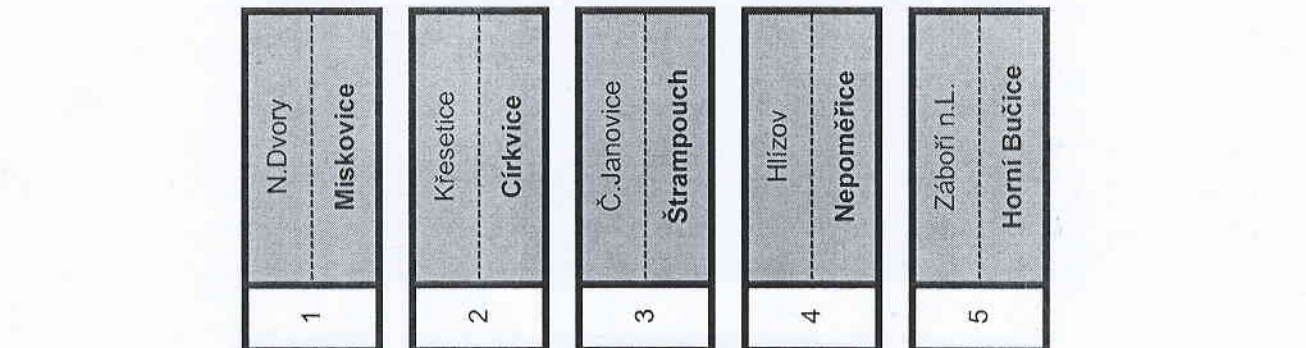 1
N.Dvory
Miskovice
2
Křesetice
Církvice
3
Č.Janovice
Štrampouch
4
Hlízov
Nepoměřice
5
Záboří n.L.
Horní Bučice